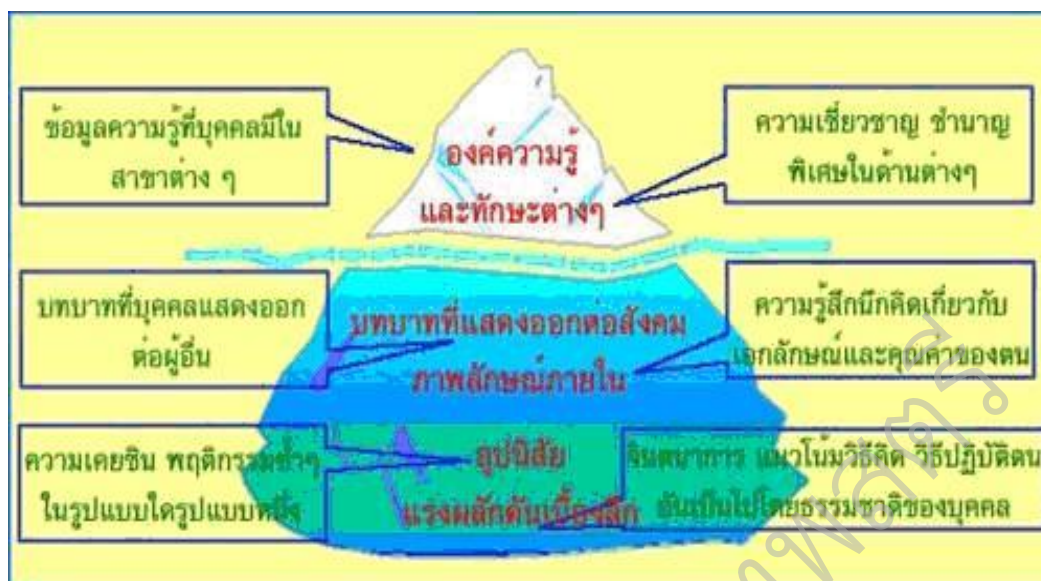 ข้อมูลความรู้ที่บุคคลมีใน
สาขาต่าง ๆ
องค์ความรู้
และทักษะต่างๆ
ความเชี่ยวชาญ ชำนาญ
พิเศษในด้านต่างๆ
บทบาทที่บุคคลแสดงออก
ต่อผู้อื่น
บทบาทที่แสดงออกต่อสังคม
ภาพลักษณ์ภายใน
ความรู้สึกนึกคิดเกี่ยวกับ
เอกลักษณ์และคุณค่าของตน
ความเคยชิน พฤติกรรมซ้ำๆ
ในรูปแบบใดรูปแบบหนึ่ง
อุปนิสัย
แรงผลักดันเบื้องลึก
จินตนาการ แนวโน้มวิธีคิด วิธีปฏิบัติตน
อันเป็นไปโดยธรรมชาติของบุคคล